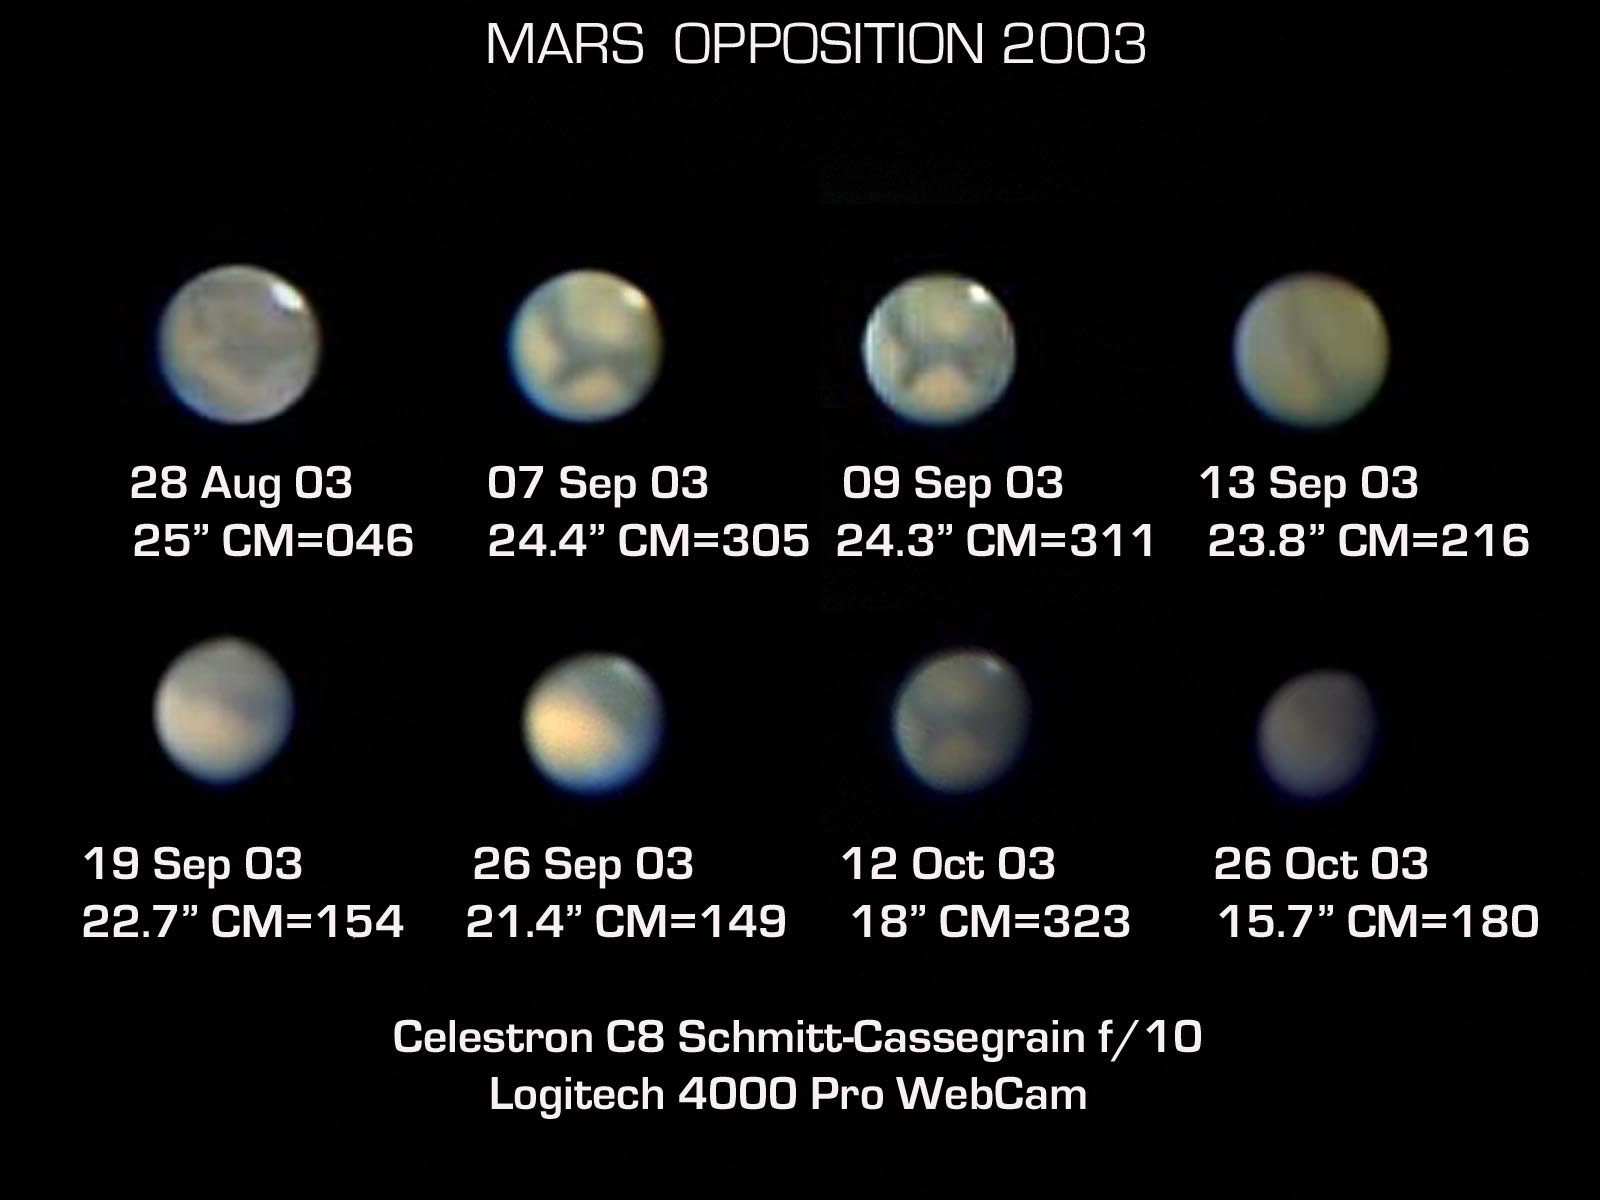 MARS OPPOSITION 2003
28 Aug 03
25” CM=046
07 Sep 03
24.4” CM=305
09 Sep 03
24.3” CM=311
13 Sep 03
23.8” CM=216
19 Sep 03
22.7” CM=154
26 Sep 03
21.4” CM=149
12 Oct 03
18” CM=323
26 Oct 03
15.7” CM=180
Celestron C8 Schmitt-Cassegrain f/10
Logitech 4000 Pro WebCam